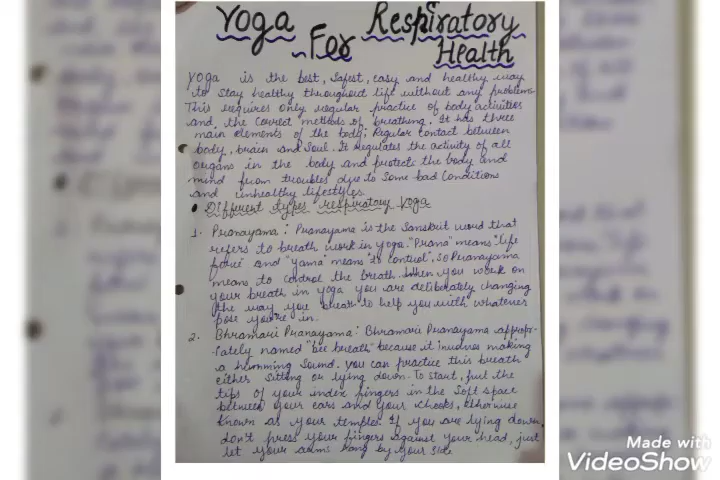 Yoga For Respiratory
Health
Yoga is the best, safest, easy and healthy way
to stay healthy throughout life without any problem.
This requires only regular practice of body activities
and the correct methods of breathing. It has three
main elements of the body: Regular contact between
body, brain and soul. It regulates the activity of all
organs in the body and protect the body and
mind from troubles dye to some bad conditions
and unhealthy lifestyles.
• Different types respiratory yoga
1. Pranayama: Pranayama is the sanskrit word that
refers to breath work in yoga. "Prana" means "life
force" and "yama" means "to control", so Pranayama
means to control the breath. When you work on
your breath in yoga you are deliberately changing
the way you breath to help you with whatever
pose you're in.
2. Bhramari Pranayama: Bhramari Pranayama appropr-
-iately named "bee breath" because it involves making
a humming sound. You can practice this breath
either sitting or lying down. To start, put the
tips of your index fingers in the soft space
between your ears and your cheeks, otherwise
known as your temples. If you are lying down,
don't press your fingers against your head, just
let your arms hang by your side.
Made with
VideoShow